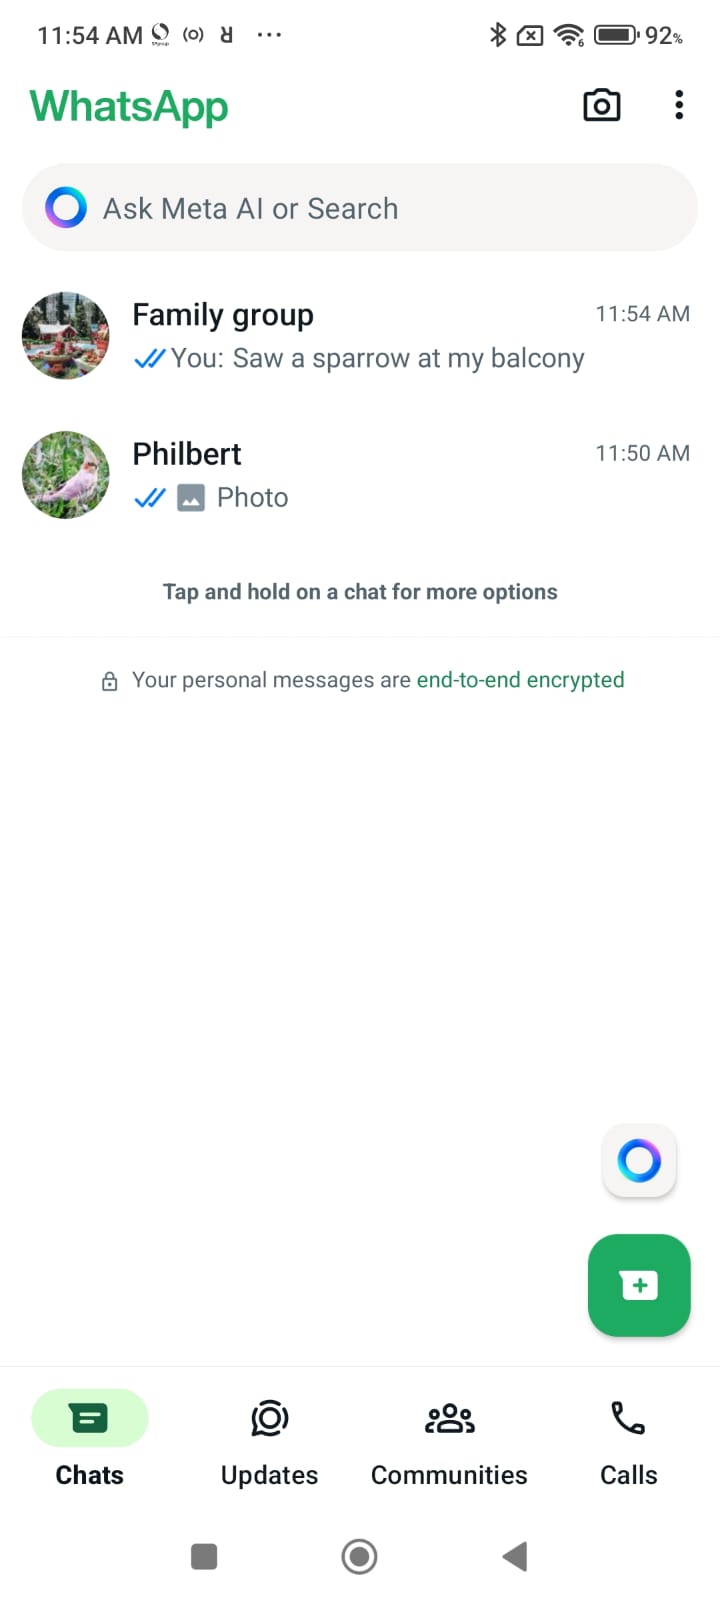 11:54 AM
92%
WhatsApp
Ask Meta AI or Search
Family group
11:54 AM
You: Saw a sparrow at my balcony
Philbert
11:50 AM
Photo
Tap and hold on a chat for more options
Your personal messages are end-to-end encrypted
Chats
Updates
Communities
Calls